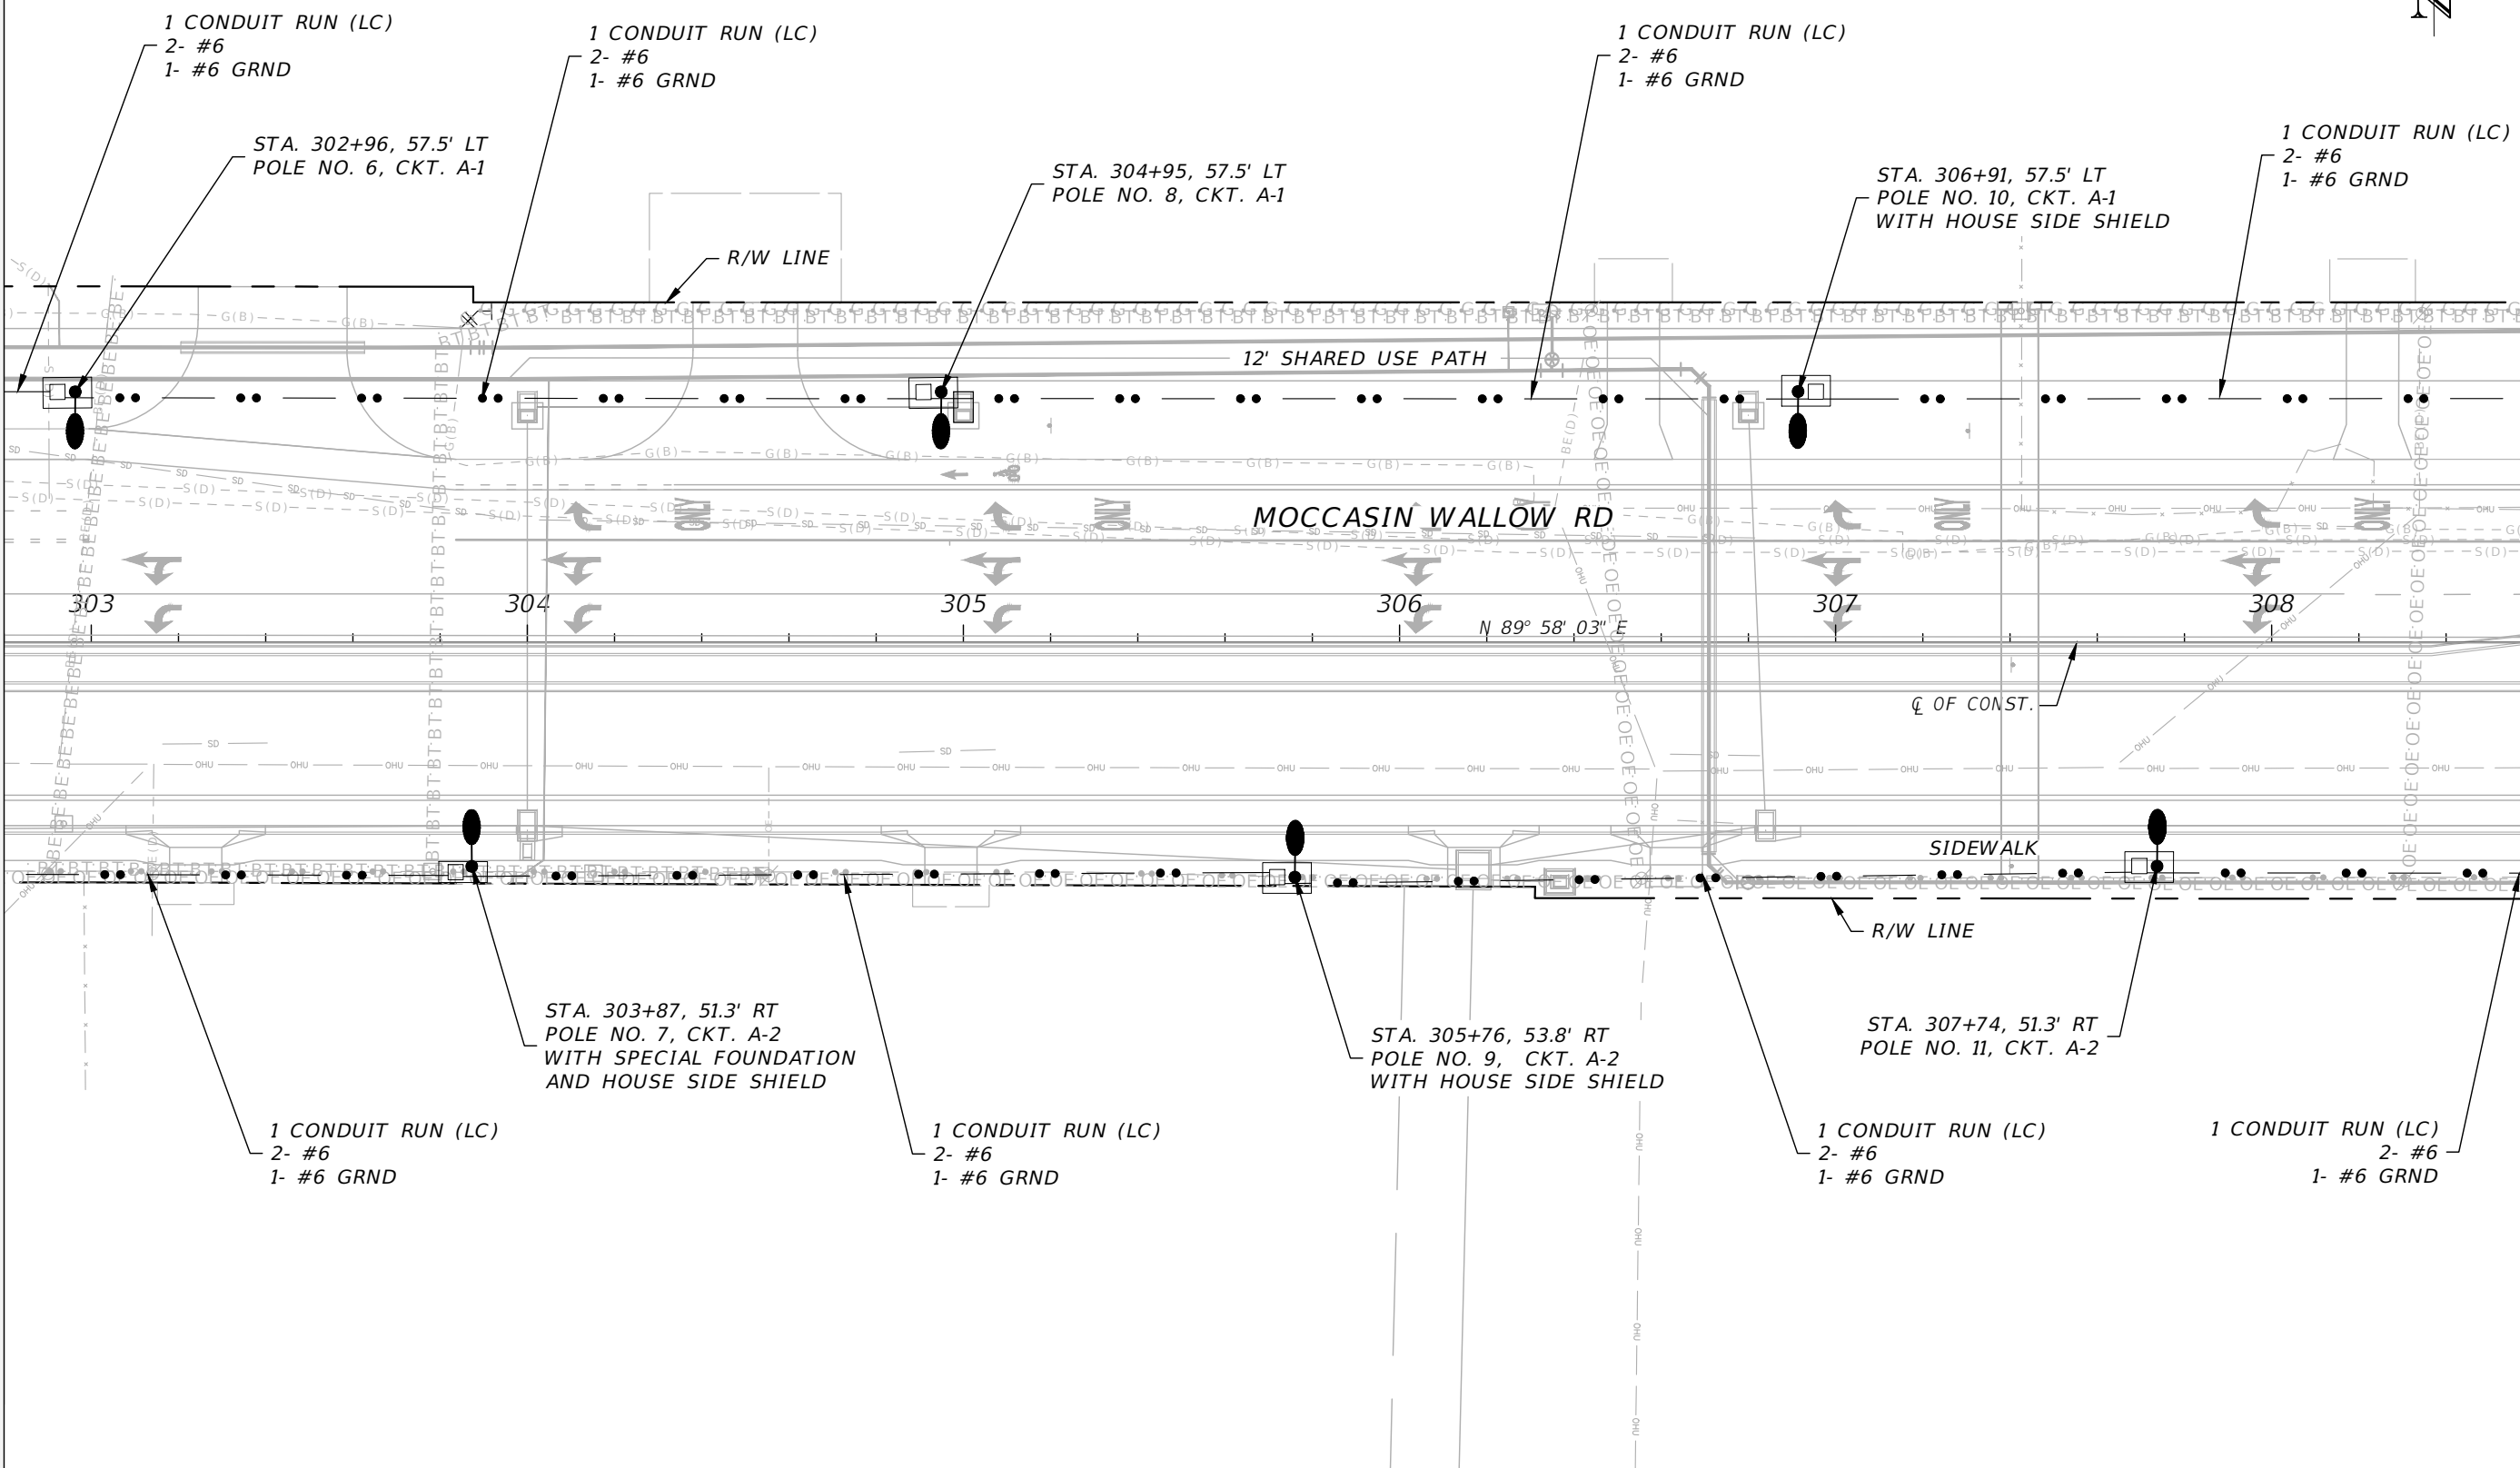 N
1 CONDUIT RUN (LC)
2- #6
1- #6 GRND
1 CONDUIT RUN (LC)
2- #6
1- #6 GRND
1 CONDUIT RUN (LC)
2- #6
1- #6 GRND
1 CONDUIT RUN (LC)
2- #6
1- #6 GRND
STA. 302+96, 57.5' LT
POLE NO. 6, CKT. A-1
STA. 304+95, 57.5' LT
POLE NO. 8, CKT. A-1
STA. 306+91, 57.5' LT
POLE NO. 10, CKT. A-1
WITH HOUSE SIDE SHIELD
R/W LINE
12' SHARED USE PATH
MOCCASIN WALLOW RD
ONLY
ONLY
ONLY
ONLY
303
304
305
306
307
308
N 89° 58' 03" E
℄ OF CONST.
SIDEWALK
R/W LINE
STA. 303+87, 51.3' RT
POLE NO. 7, CKT. A-2
WITH SPECIAL FOUNDATION
AND HOUSE SIDE SHIELD
STA. 305+76, 53.8' RT
POLE NO. 9, CKT. A-2
WITH HOUSE SIDE SHIELD
STA. 307+74, 51.3' RT
POLE NO. 11, CKT. A-2
1 CONDUIT RUN (LC)
2- #6
1- #6 GRND
1 CONDUIT RUN (LC)
2- #6
1- #6 GRND
1 CONDUIT RUN (LC)
2- #6
1- #6 GRND
1 CONDUIT RUN (LC)
2- #6
1- #6 GRND